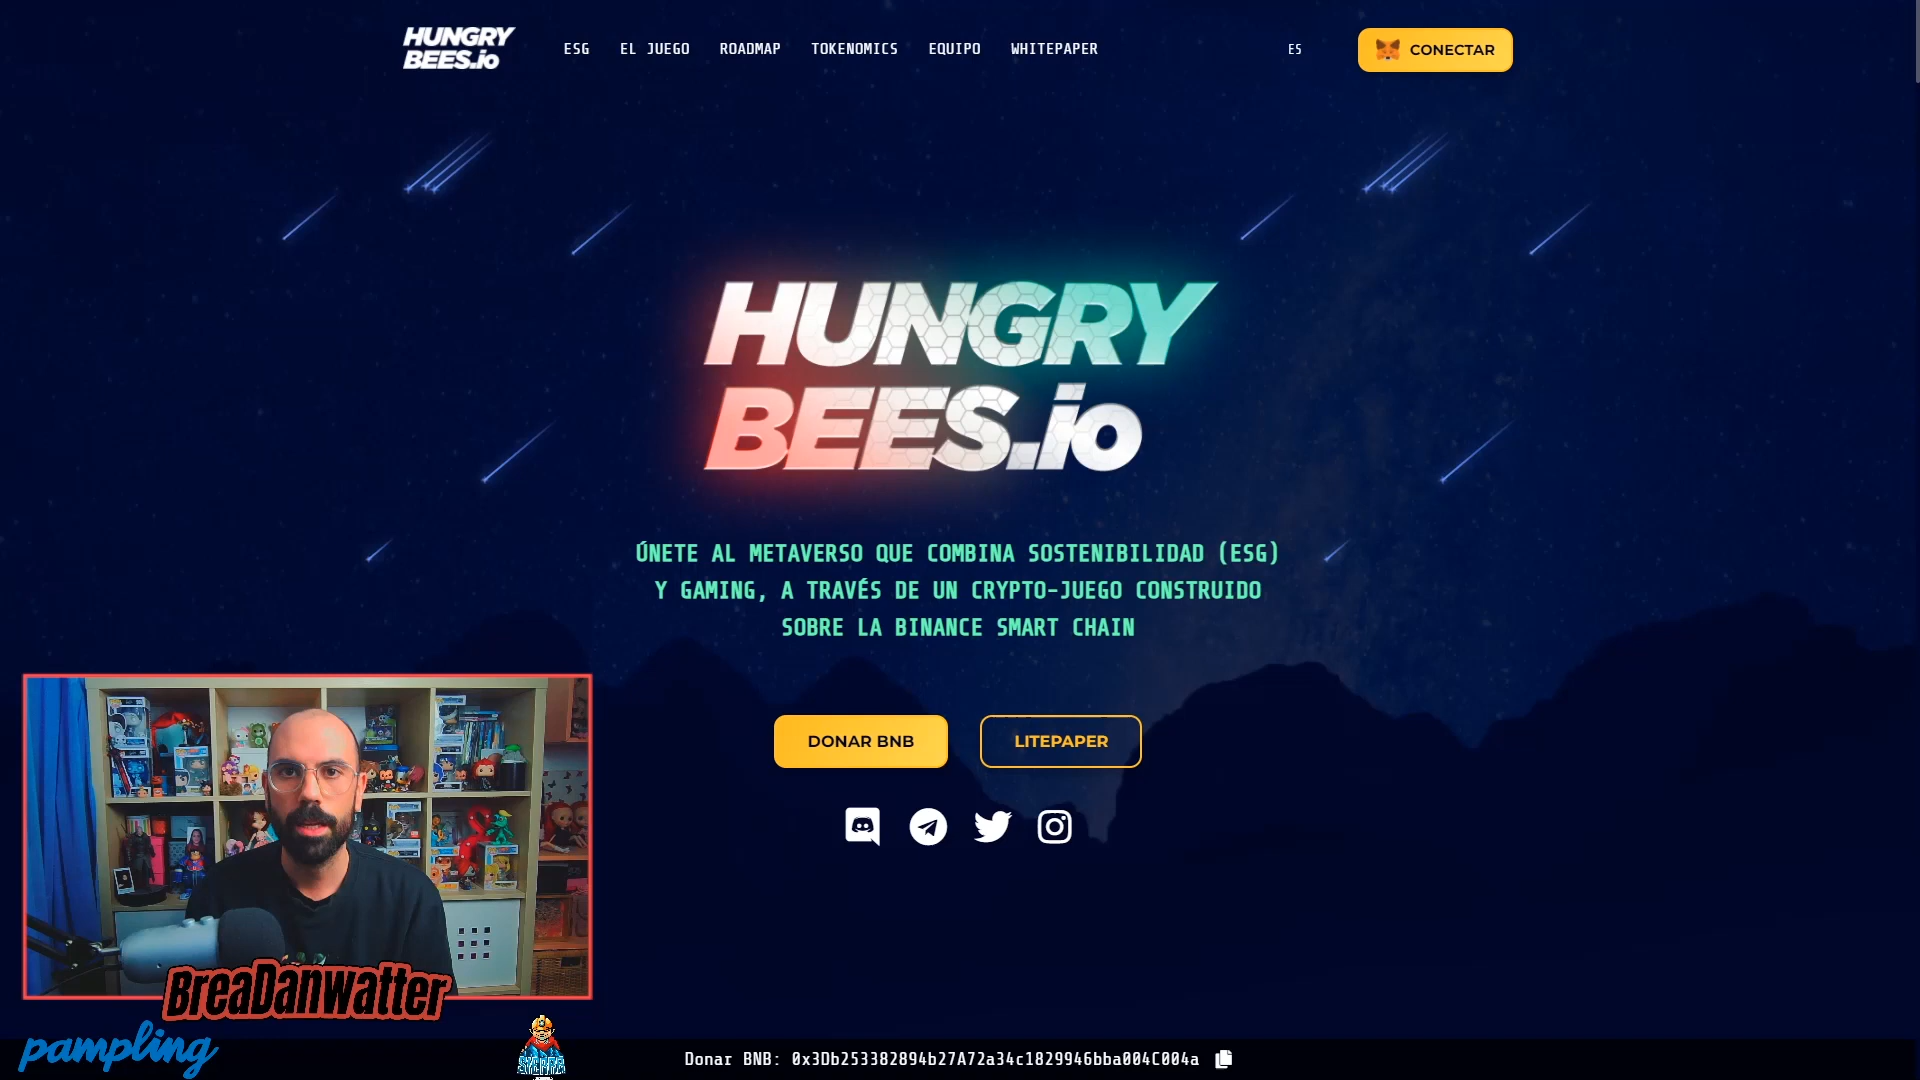 HUNGRY
BEES.io
ESG EL JUEGO ROADMAP TOKENOMICS EQUIPO WHITEPAPER
ES
CONECTAR
HUNGRY
BEES.io
ÚNETE AL METAVERSO QUE COMBINA SOSTENIBILIDAD (ESG)
Y GAMING, A TRAVÉS DE UN CRYPTO-JUEGO CONSTRUIDO
SOBRE LA BINANCE SMART CHAIN
DONAR BNB
LITEPAPER
BreaDanwatter
pampling
Donar BNB: 0x3Db253382894b27A72a34c1829946bba004C004a